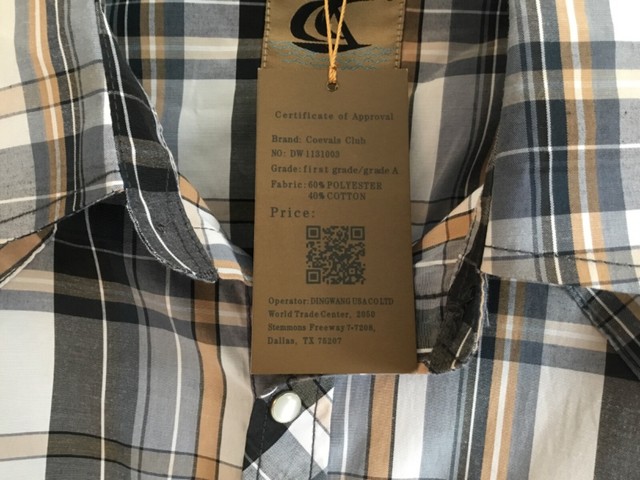 Certificate of Approval
Brand: Coevals Club
NO: DW1131003
Grade: first grade/grade A
Fabric: 60% POLYESTER
40% COTTON
Price:
Operator: DINGWANG USA CO LTD
World Trade Center, 2050
Stemmons Freeway 7-7208,
Dallas, TX 75207